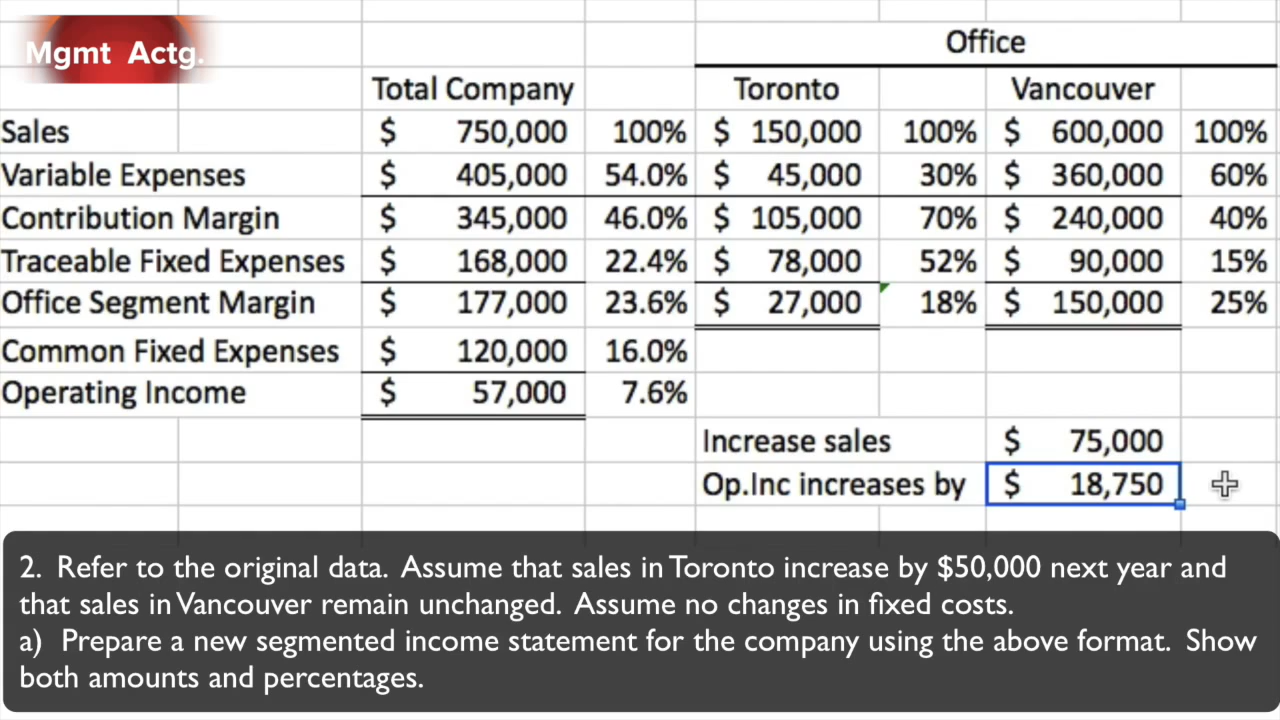 Mgmt Actg.
Office
Total Company Toronto Vancouver
Sales $ 750,000 100% $ 150,000 100% $ 600,000 100%
Variable Expenses $ 405,000 54.0% $ 45,000 30% $ 360,000 60%
Contribution Margin $ 345,000 46.0% $ 105,000 70% $ 240,000 40%
Traceable Fixed Expenses $ 168,000 22.4% $ 78,000 52% $ 90,000 15%
Office Segment Margin $ 177,000 23.6% $ 27,000 18% $ 150,000 25%
Common Fixed Expenses $ 120,000 16.0%
Operating Income $ 57,000 7.6%
Increase sales $ 75,000
Op.Inc increases by $ 18,750
2. Refer to the original data. Assume that sales in Toronto increase by $50,000 next year and
that sales in Vancouver remain unchanged. Assume no changes in fixed costs.
a) Prepare a new segmented income statement for the company using the above format. Show
both amounts and percentages.